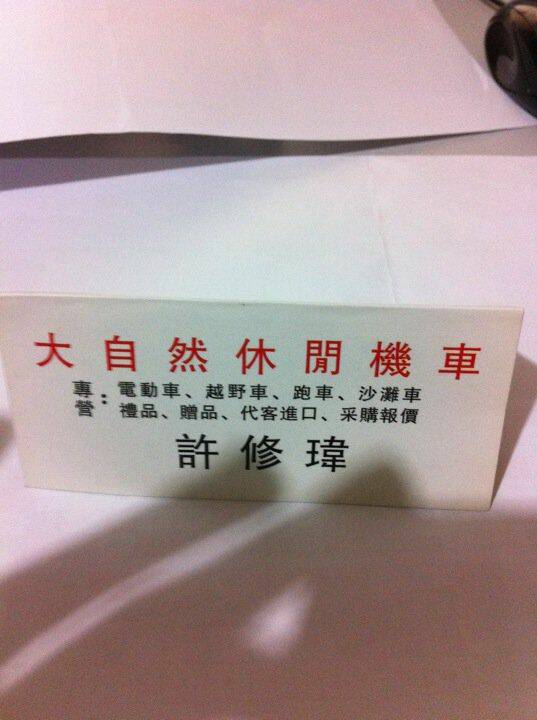 大自然休閒機車
專營：電動車、越野車、跑車、沙灘車
禮品、贈品、代客進口、采購報價
許修瑋